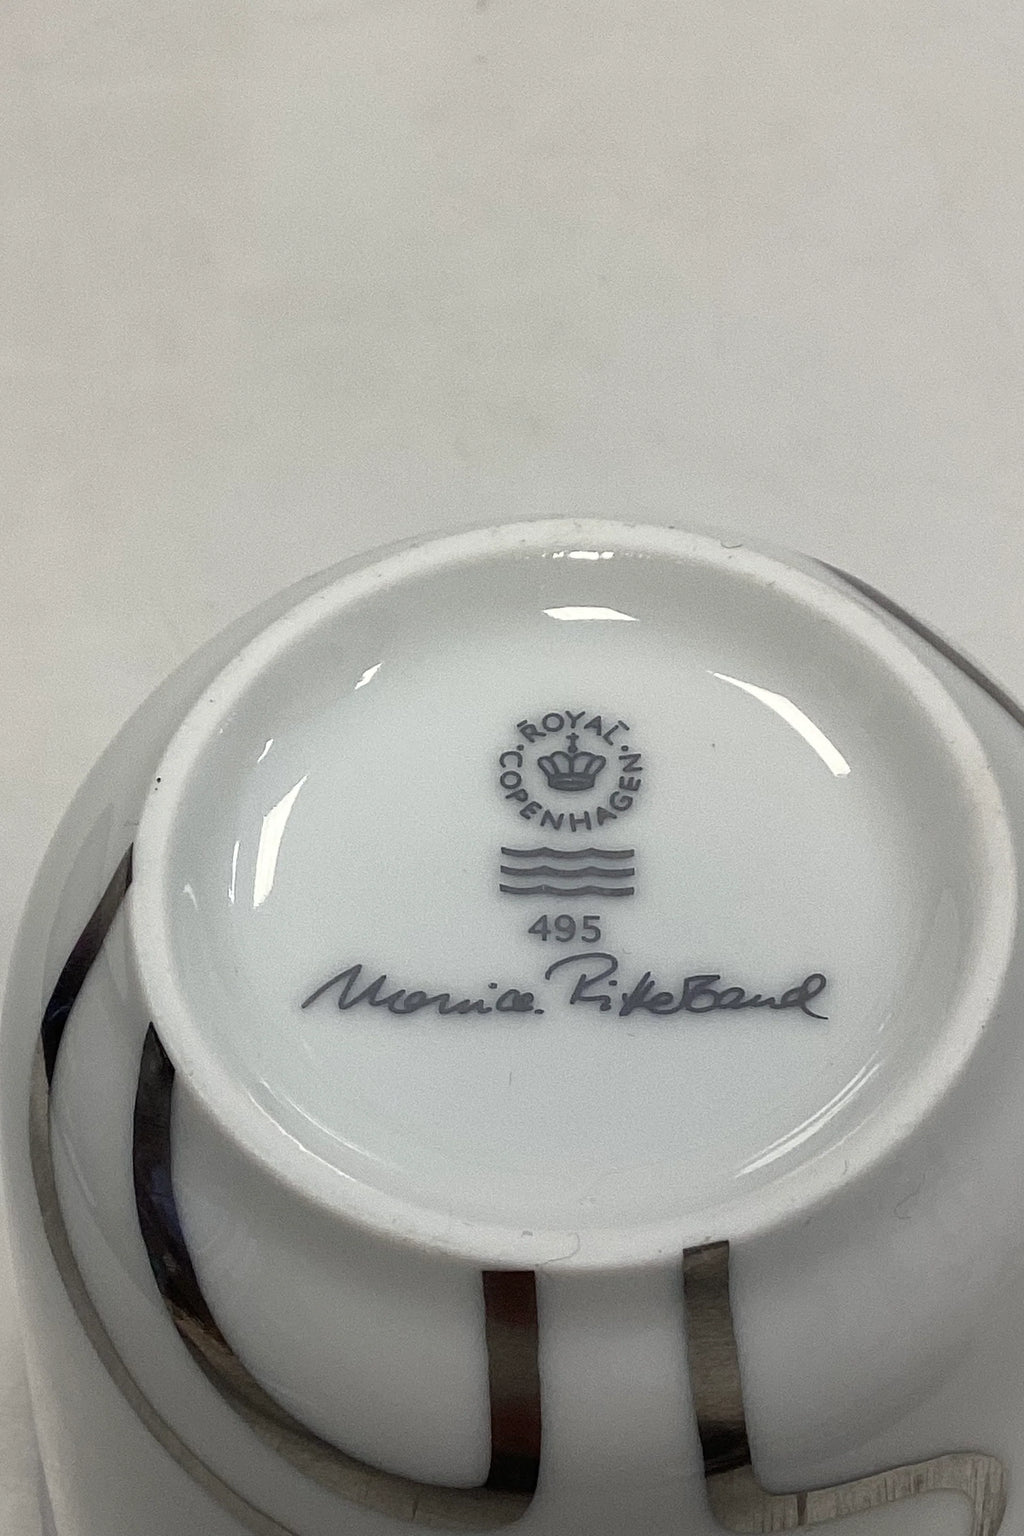 ROYAL COPENHAGEN
495
Monica Ritterband